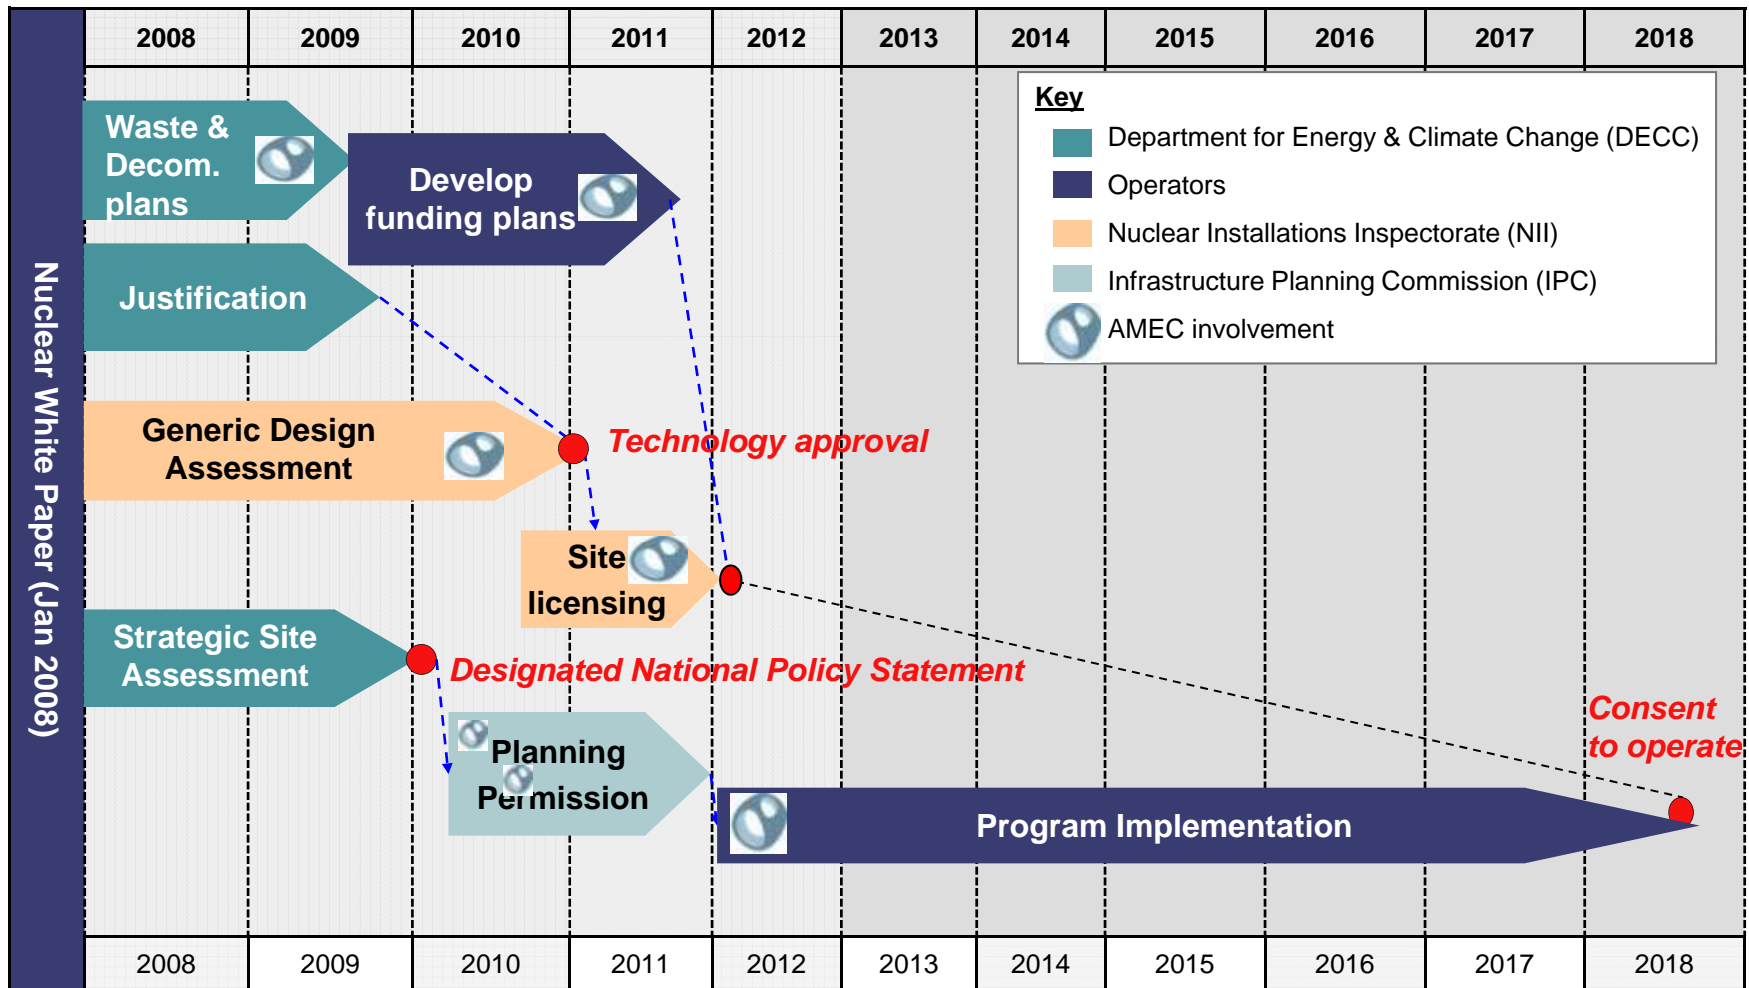 2008 2009 2010 2011 2012 2013 2014 2015 2016 2017 2018
Nuclear White Paper (Jan 2008)
Key
Department for Energy & Climate Change (DECC)
Operators
Nuclear Installations Inspectorate (NII)
Infrastructure Planning Commission (IPC)
AMEC involvement
Waste &
Decom.
plans
Develop
funding plans
Justification
Generic Design
Assessment
Technology approval
Site
licensing
Strategic Site
Assessment
Designated National Policy Statement
Planning
Permission
Consent
to operate
Program Implementation
2008 2009 2010 2011 2012 2013 2014 2015 2016 2017 2018